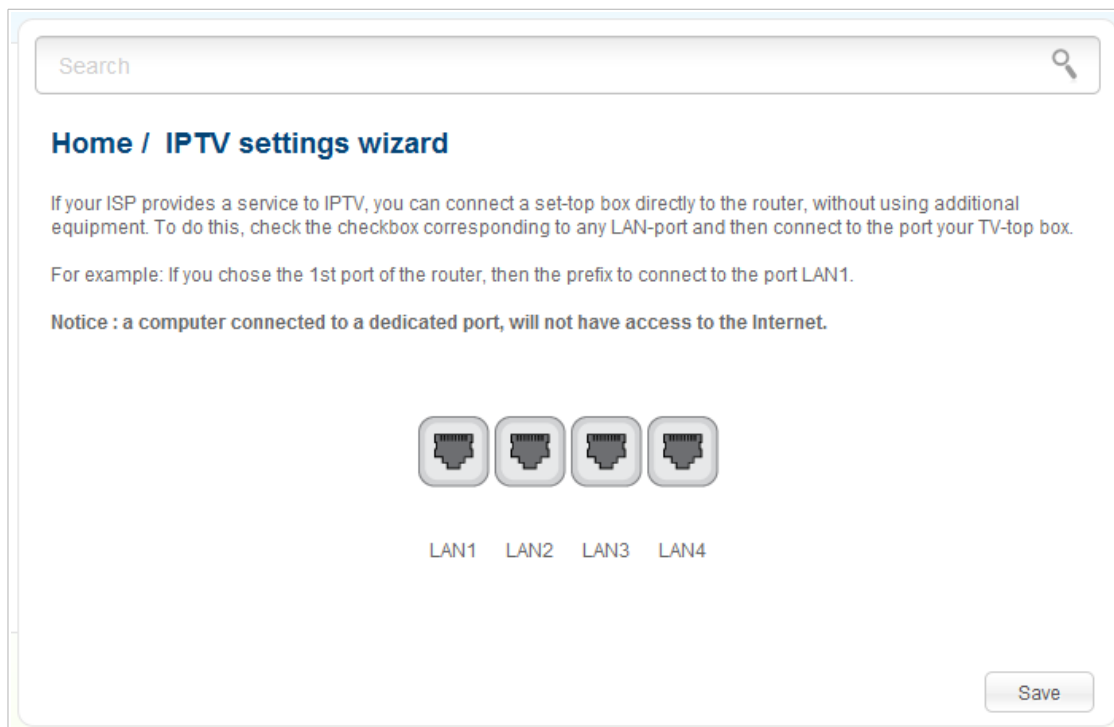 Search
Home / IPTV settings wizard
If your ISP provides a service to IPTV, you can connect a set-top box directly to the router, without using additional
equipment. To do this, check the checkbox corresponding to any LAN-port and then connect to the port your TV-top box.
For example: If you chose the 1st port of the router, then the prefix to connect to the port LAN1.
Notice : a computer connected to a dedicated port, will not have access to the Internet.
LAN1 LAN2 LAN3 LAN4
Save